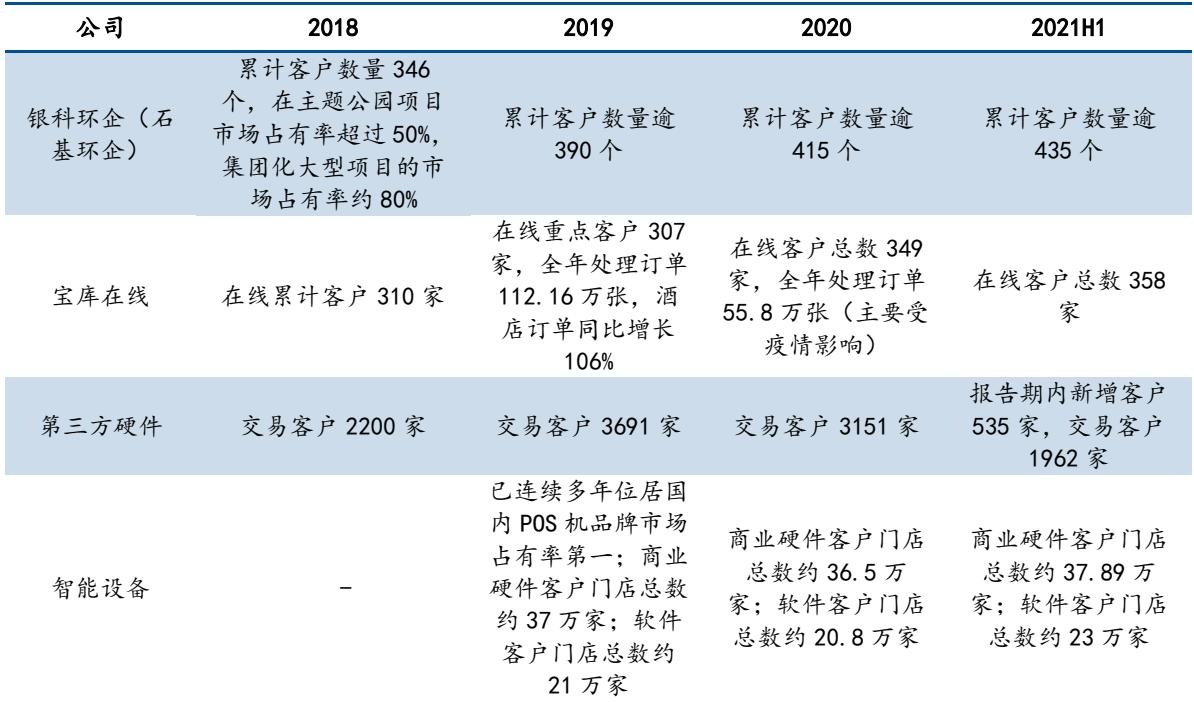 公司 2018 2019 2020 2021H1
银科环企（石
基环企）
累计客户数量 346
个，在主题公园项目
市场占有率超过 50%，
集团化大型项目的市
场占有率约 80%
累计客户数量逾
390 个
累计客户数量逾
415 个
累计客户数量逾
435 个
宝库在线
在线累计客户 310 家
在线重点客户 307
家，全年处理订单
112.16 万张，酒
店订单同比增长
106%
在线客户总数 349
家，全年处理订单
55.8 万张（主要受
疫情影响）
在线客户总数 358
家
第三方硬件
交易客户 2200 家
交易客户 3691 家
交易客户 3151 家
报告期内新增客户
535 家，交易客户
1962 家
智能设备
-
已连续多年位居国
内 POS 机品牌市场
占有率第一；商业
硬件客户门店总数
约 37 万家；软件
客户门店总数约
21 万家
商业硬件客户门店
总数约 36.5 万
家；软件客户门店
总数约 20.8 万家
商业硬件客户门店
总数约 37.89 万
家；软件客户门店
总数约 23 万家